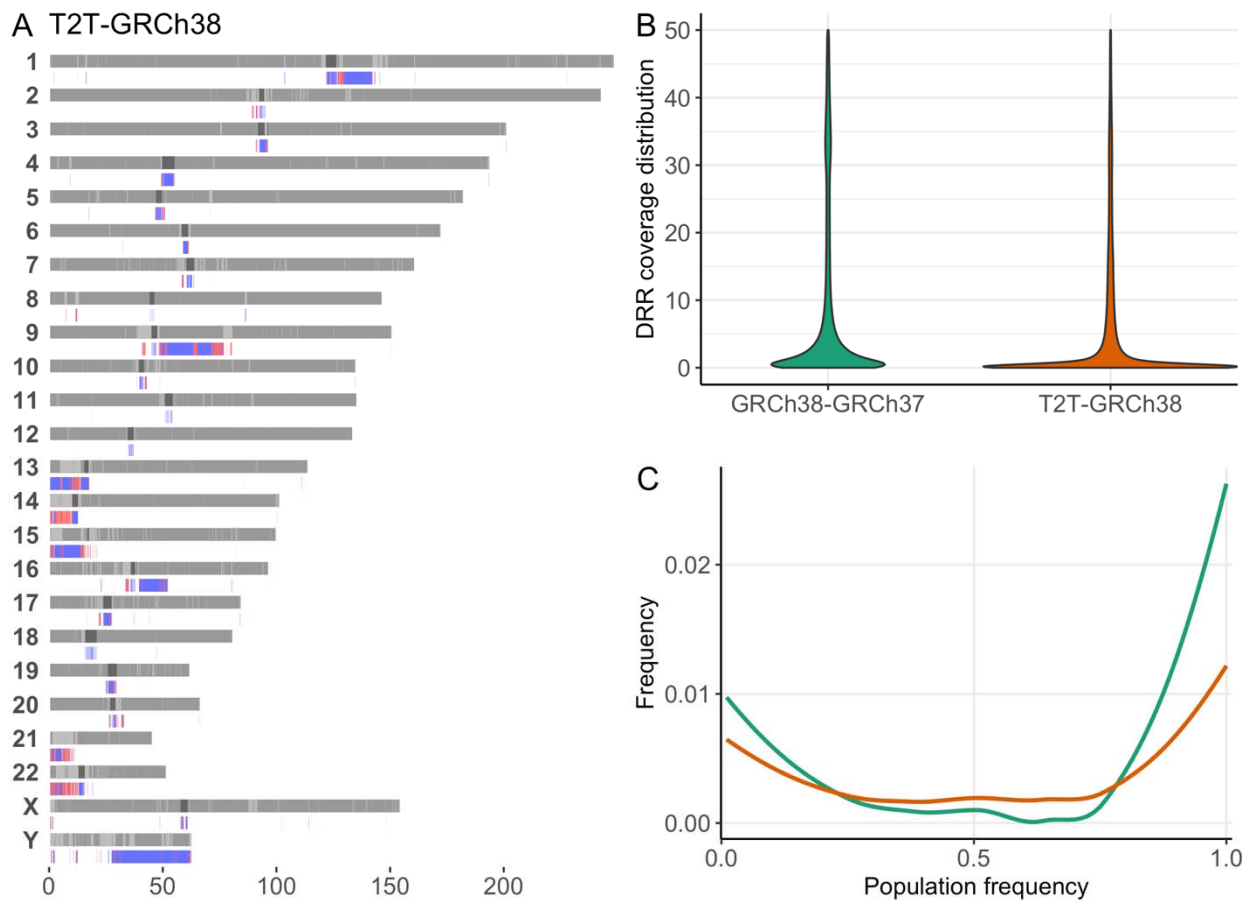 A T2T-GRCh38
1
2
3
4
5
6
7
8
9
10
11
12
13
14
15
16
17
18
19
20
21
22
X
Y
0 50 100 150 200
B
DRR coverage distribution
50
40
30
20
10
0
GRCh38-GRCh37 T2T-GRCh38
C
Frequency
0.02
0.01
0.00
0.0 0.5 1.0
Population frequency